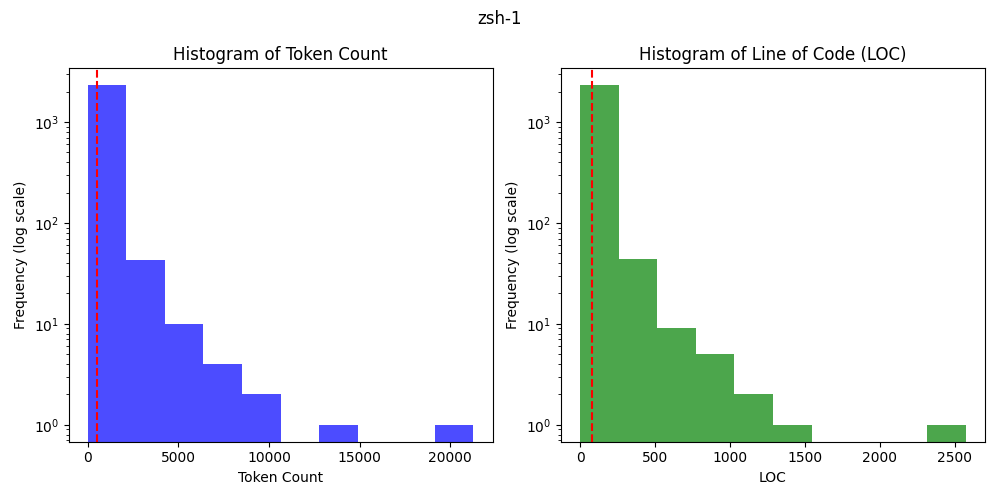 zsh-1
Histogram of Token Count
Frequency (log scale)
10³
10²
10¹
10⁰
0 5000 10000 15000 20000
Token Count
Histogram of Line of Code (LOC)
Frequency (log scale)
10³
10²
10¹
10⁰
0 500 1000 1500 2000 2500
LOC